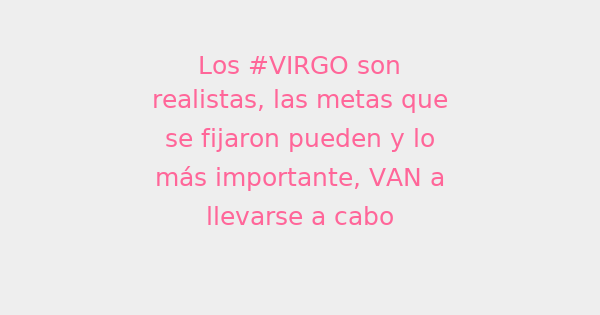 Los #VIRGO son
realistas, las metas que
se fijaron pueden y lo
más importante, VAN a
llevarse a cabo